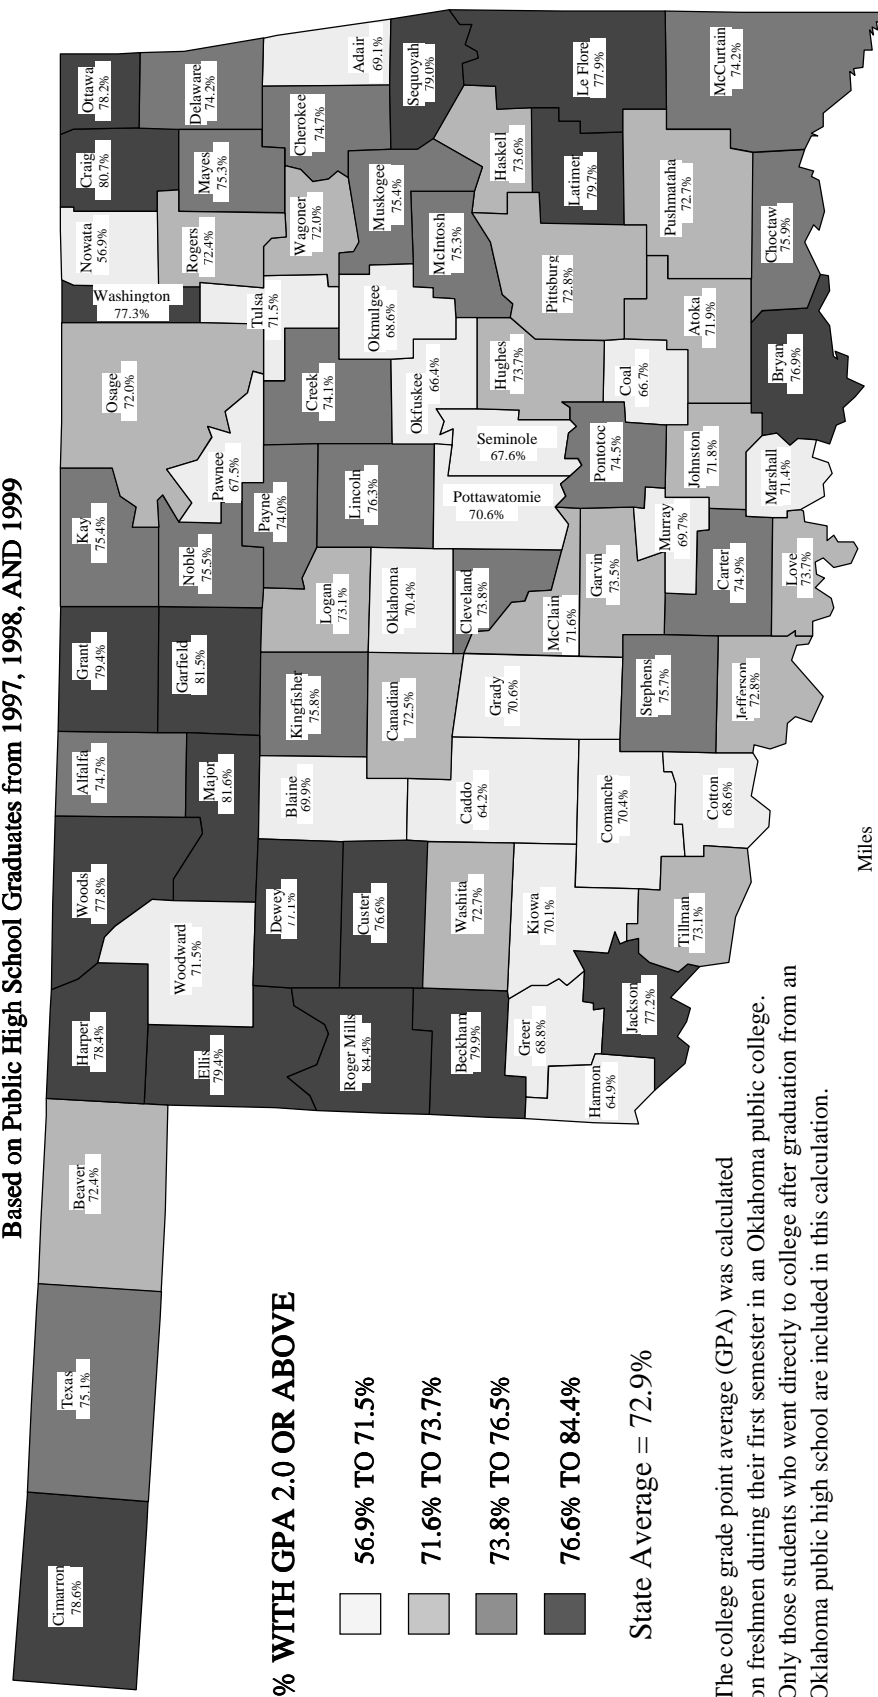 Based on Public High School Graduates from 1997, 1998, AND 1999
Cimarron
78.6%
Texas
75.1%
Beaver
72.4%
Harper
78.4%
Woods
77.8%
Alfalfa
74.7%
Grant
79.4%
Kay
75.4%
Osage
72.0%
Washington
77.3%
Nowata
56.9%
Craig
80.7%
Ottawa
78.2%
Ellis
79.4%
Woodward
71.5%
Major
81.6%
Garfield
81.5%
Noble
75.5%
Pawnee
67.5%
Rogers
72.4%
Mayes
75.3%
Delaware
74.2%
Roger Mills
84.4%
Dewey
77.1%
Blaine
69.9%
Kingfisher
75.8%
Logan
73.1%
Payne
74.0%
Creek
74.1%
Tulsa
71.5%
Wagoner
72.0%
Cherokee
74.7%
Adair
69.1%
Custer
76.6%
Canadian
72.5%
Oklahoma
70.4%
Lincoln
76.3%
Okfuskee
66.4%
Okmulgee
68.6%
Muskogee
75.4%
Sequoyah
79.0%
Beckham
79.9%
Washita
72.7%
Caddo
64.2%
Grady
70.6%
Cleveland
73.8%
Pottawatomie
70.6%
Seminole
67.6%
Hughes
73.7%
McIntosh
75.3%
Haskell
73.6%
Greer
68.8%
Kiowa
70.1%
McClain
71.6%
Garvin
73.5%
Pontotoc
74.5%
Pittsburg
72.8%
Latimer
79.7%
Le Flore
77.9%
Harmon
64.9%
Jackson
77.2%
Comanche
70.4%
Stephens
75.7%
Murray
69.7%
Coal
66.7%
Atoka
71.9%
Pushmataha
72.7%
McCurtain
74.2%
Tillman
73.1%
Cotton
68.6%
Jefferson
72.8%
Carter
74.9%
Johnston
71.8%
Love
73.7%
Marshall
71.4%
Bryan
76.9%
Choctaw
75.9%
% WITH GPA 2.0 OR ABOVE
56.9% TO 71.5%
71.6% TO 73.7%
73.8% TO 76.5%
76.6% TO 84.4%
State Average = 72.9%
The college grade point average (GPA) was calculated
on freshmen during their first semester in an Oklahoma public college.
Only those students who went directly to college after graduation from an
Oklahoma public high school are included in this calculation.
Miles